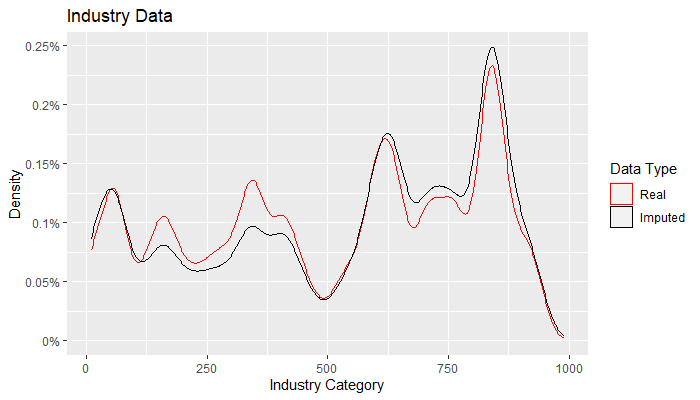 Industry Data
0.25%
0.2%
0.15%
0.1%
0.05%
0%
Density
0
250
500
750
1000
Industry Category
Data Type
Real
Imputed